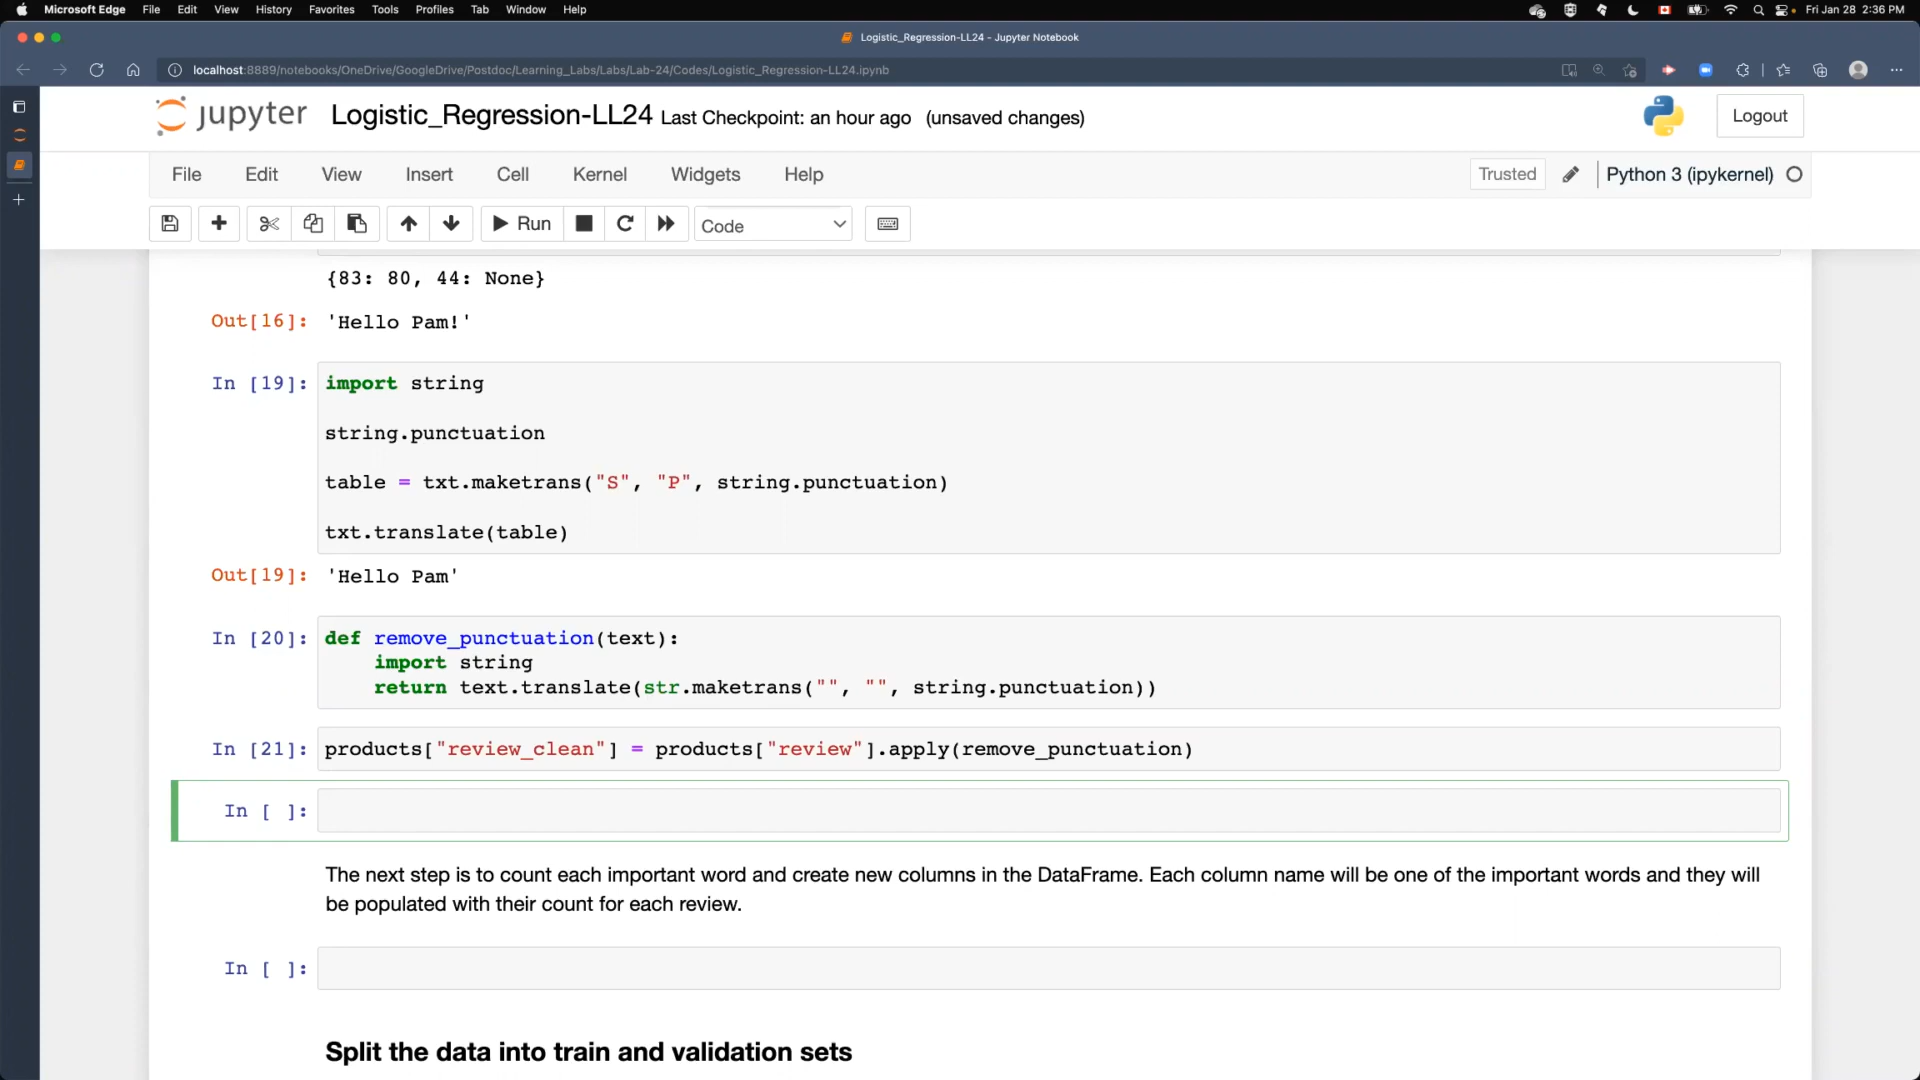 Microsoft Edge File Edit View History Favorites Tools Profiles Tab Window Help Fri Jan 28 2:36 PM
Logistic_Regression-LL24 - Jupyter Notebook
localhost:8889/notebooks/OneDrive/GoogleDrive/Postdoc/Learning_Labs/Labs/Lab-24/Codes/Logistic_Regression-LL24.ipynb
jupyter Logistic_Regression-LL24 Last Checkpoint: an hour ago (unsaved changes) Logout
File Edit View Insert Cell Kernel Widgets Help Trusted Python 3 (ipykernel)
Run Code
{83: 80, 44: None}
Out[16]: 'Hello Pam!'
In [19]: import string
string.punctuation
table = txt.maketrans("S", "P", string.punctuation)
txt.translate(table)
Out[19]: 'Hello Pam'
In [20]: def remove_punctuation(text):
import string
return text.translate(str.maketrans("", "", string.punctuation))
In [21]: products["review_clean"] = products["review"].apply(remove_punctuation)
In [ ]:
The next step is to count each important word and create new columns in the DataFrame. Each column name will be one of the important words and they will
be populated with their count for each review.
In [ ]:
Split the data into train and validation sets